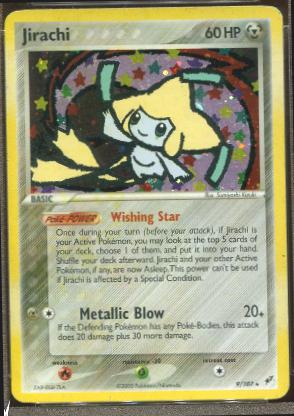 Jirachi 60 HP
BASIC
Illus. Sumiyoshi Kizuki
POKé-POWER Wishing Star
Once during your turn (before your attack), if Jirachi is
your Active Pokémon, you may look at the top 5 cards of
your deck, choose 1 of them, and put it into your hand.
Shuffle your deck afterward. Jirachi and your other Active
Pokémon, if any, are now Asleep. This power can't be used
if Jirachi is affected by a Special Condition.
Metallic Blow 20+
If the Defending Pokémon has any Poké-Bodies, this attack
does 20 damage plus 30 more damage.
weakness resistance -30 retreat cost
©2005 Pokémon/Nintendo 9/107